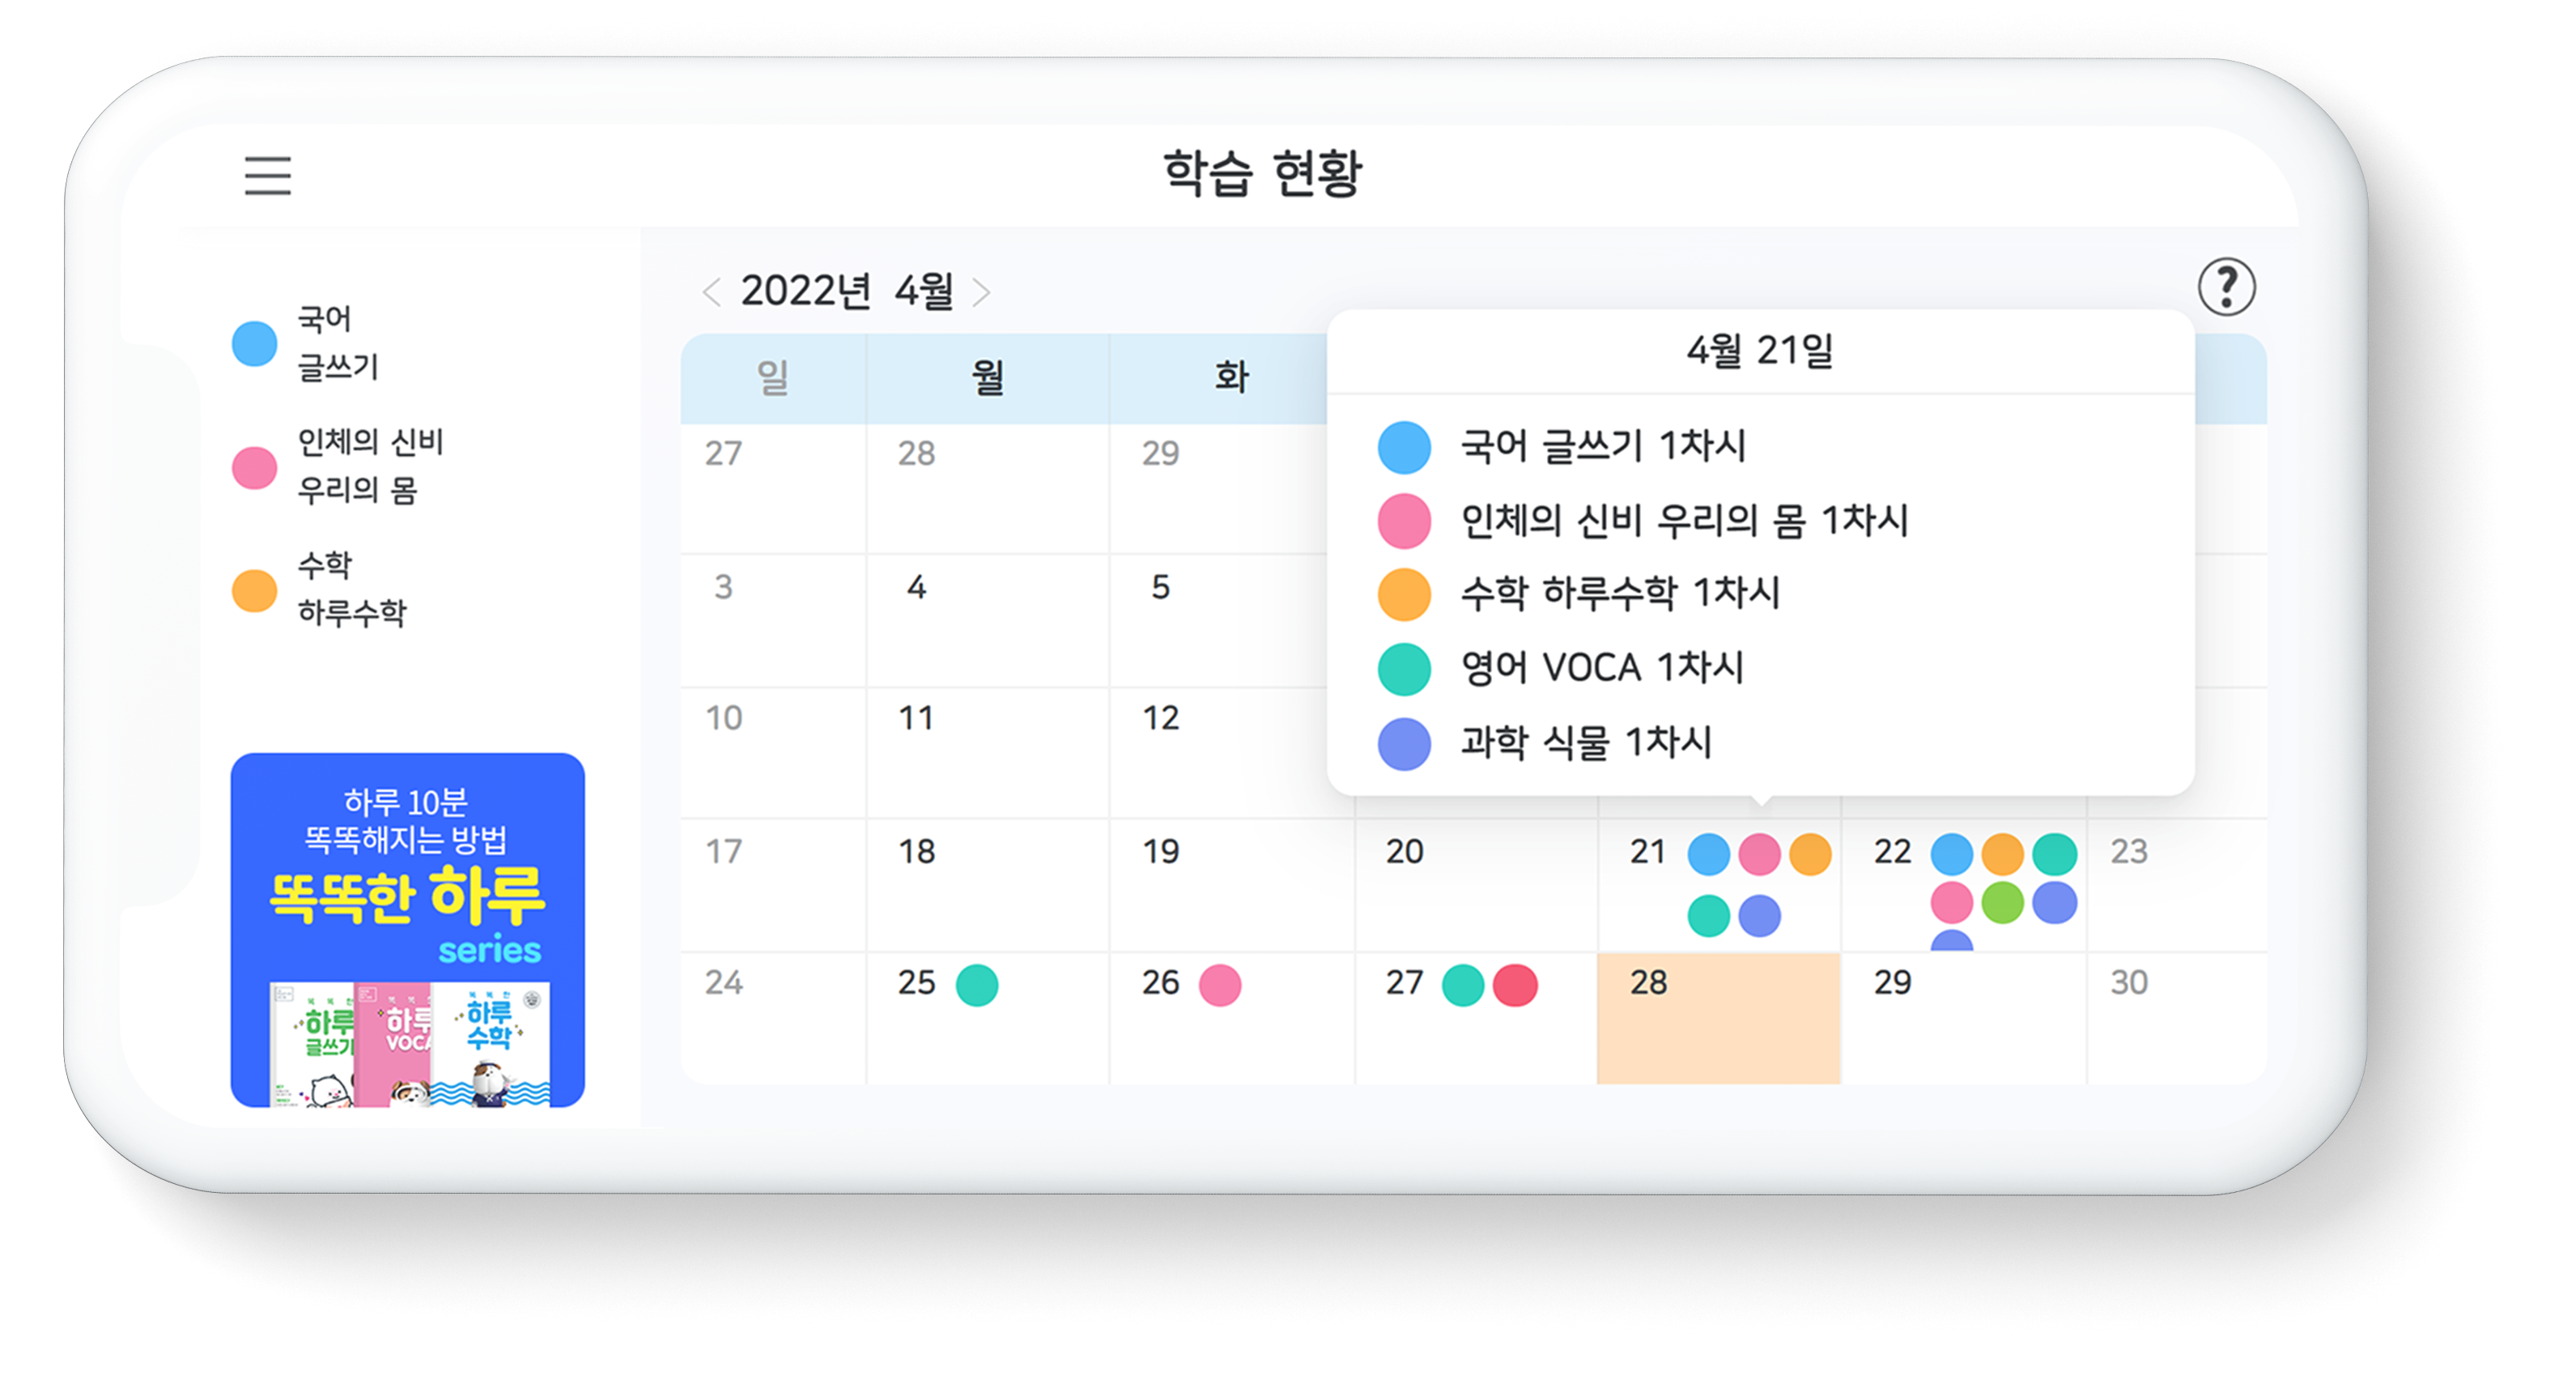 학습 현황
국어
글쓰기
인체의 신비
우리의 몸
수학
하루수학
하루 10분
똑똑해지는 방법
똑똑한 하루
series
하루
글쓰기
하루
VOCA
하루
수학
2022년 4월
?
일 월 화
27 28 29
3 4 5
10 11 12
17 18 19 20 21 22 23
24 25 26 27 28 29 30
4월 21일
국어 글쓰기 1차시
인체의 신비 우리의 몸 1차시
수학 하루수학 1차시
영어 VOCA 1차시
과학 식물 1차시